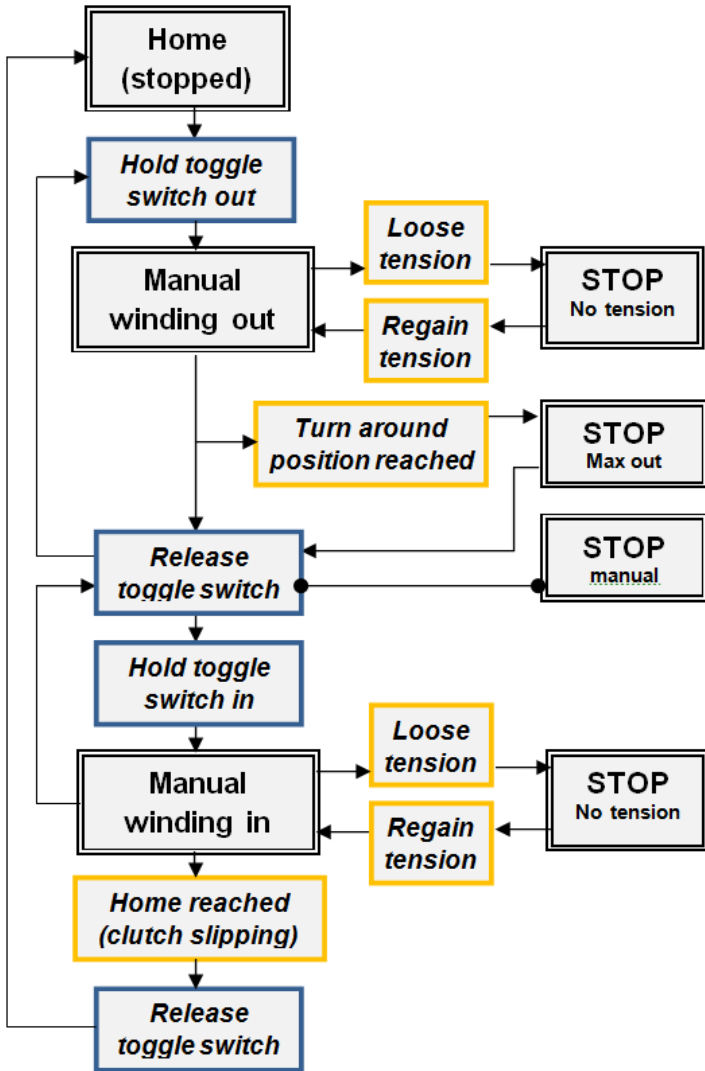 Home
(stopped)
Hold toggle
switch out
Manual
winding out
Loose
tension
STOP
No tension
Regain
tension
Turn around
position reached
STOP
Max out
Release
toggle switch
STOP
manual
Hold toggle
switch in
Manual
winding in
Loose
tension
STOP
No tension
Regain
tension
Home reached
(clutch slipping)
Release
toggle switch